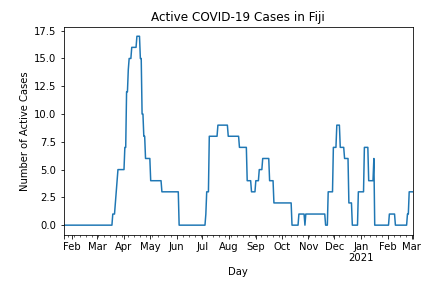 Active COVID-19 Cases in Fiji
17.5
15.0
12.5
10.0
7.5
5.0
2.5
0.0
Number of Active Cases
Feb Mar Apr May Jun Jul Aug Sep Oct Nov Dec Jan Feb Mar
2021
Day